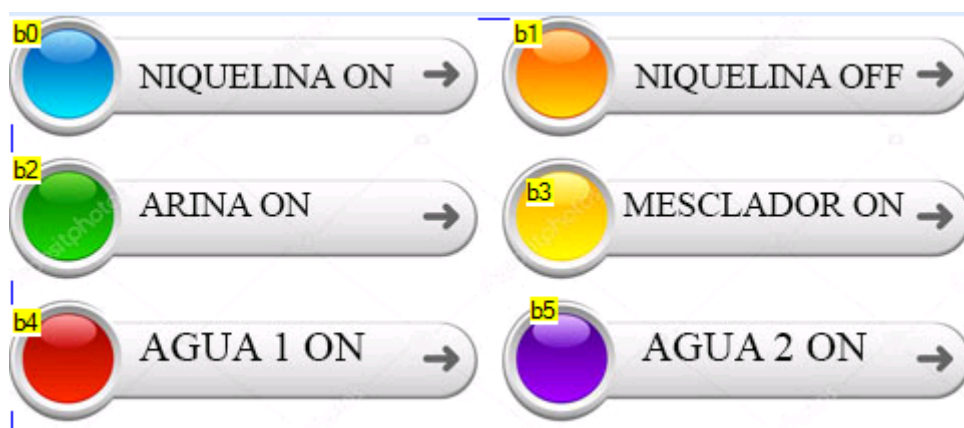 b0 NIQUELINA ON
b1 NIQUELINA OFF
b2 ARINA ON
b3 MESCLADOR ON
b4 AGUA 1 ON
b5 AGUA 2 ON